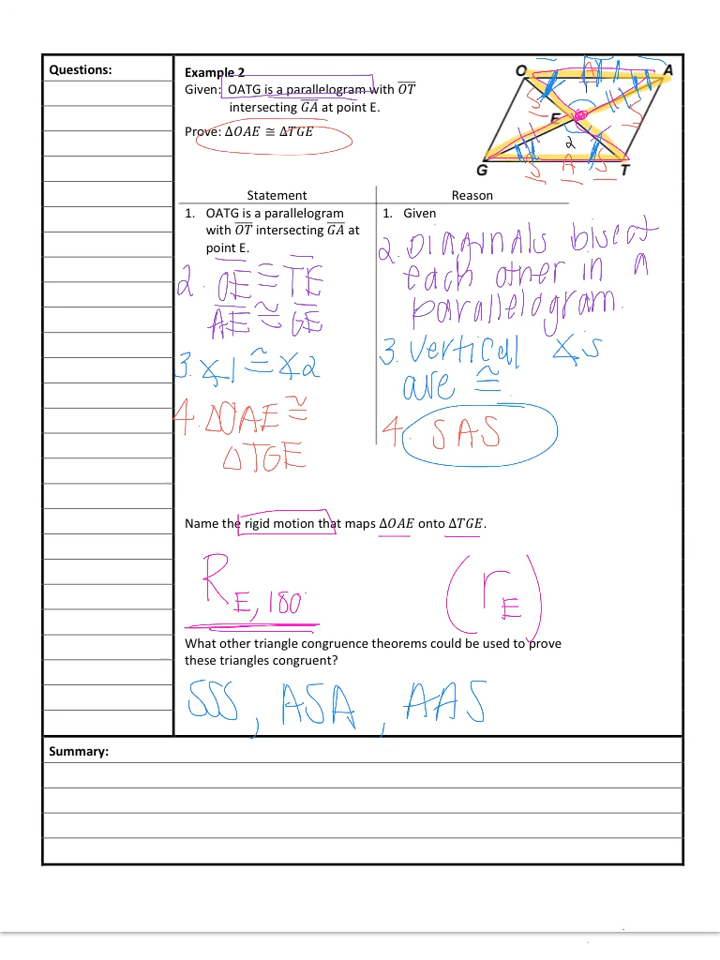 Questions:
Example 2
Given: OATG is a parallelogram with OT
intersecting GA at point E.
Prove: ΔOAE ≅ ΔTGE
O A A
S 1 S
E
2
G S A S T
Statement Reason
1. OATG is a parallelogram
with OT intersecting GA at
point E.
1. Given
2. OE ≅ TE
AE ≅ GE
2. Diagonals bisect
each other in a
parallelogram.
3. ∡1 ≅ ∡2
3. Vertical ∡s
are ≅.
4. ΔOAE ≅
ΔTGE
4. SAS
Name the rigid motion that maps ΔOAE onto ΔTGE.
R E, 180 (r E)
What other triangle congruence theorems could be used to prove
these triangles congruent?
SSS, ASA, AAS
Summary: